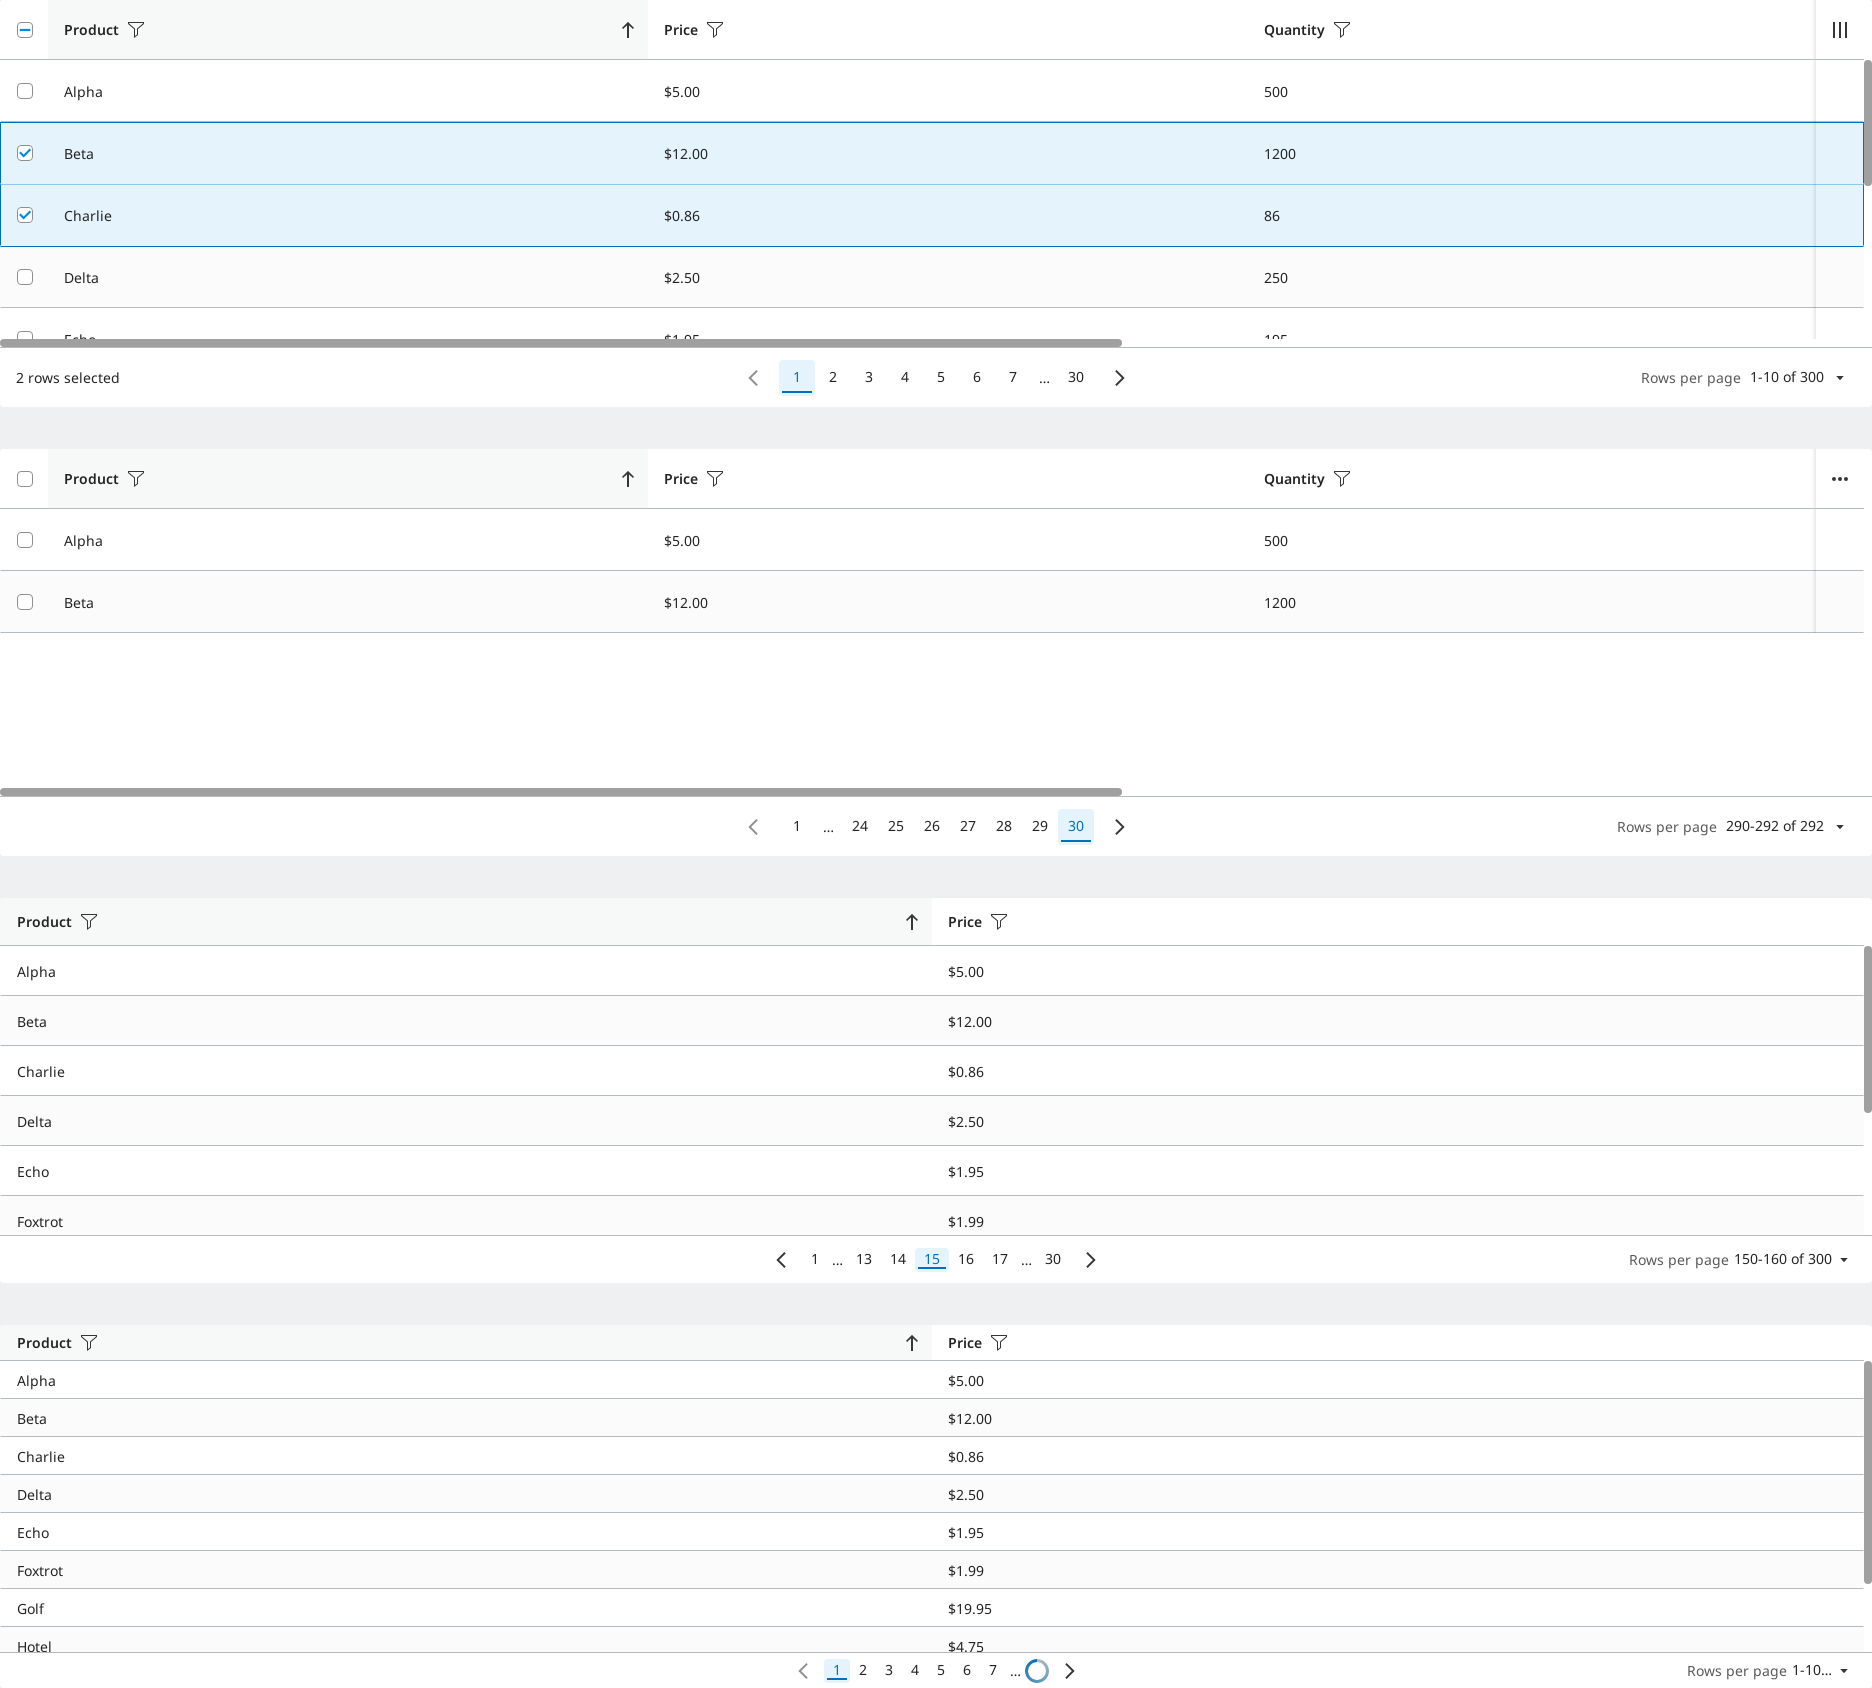 Product Price Quantity
Alpha $5.00 500
Beta $12.00 1200
Charlie $0.86 86
Delta $2.50 250
Echo $1.95 195
2 rows selected 1 2 3 4 5 6 7 ... 30 Rows per page 1-10 of 300
Product Price Quantity
Alpha $5.00 500
Beta $12.00 1200
1 ... 24 25 26 27 28 29 30 Rows per page 290-292 of 292
Product Price
Alpha $5.00
Beta $12.00
Charlie $0.86
Delta $2.50
Echo $1.95
Foxtrot $1.99
1 ... 13 14 15 16 17 ... 30 Rows per page 150-160 of 300
Product Price
Alpha $5.00
Beta $12.00
Charlie $0.86
Delta $2.50
Echo $1.95
Foxtrot $1.99
Golf $19.95
Hotel $4.75
1 2 3 4 5 6 7 ... Rows per page 1-10...